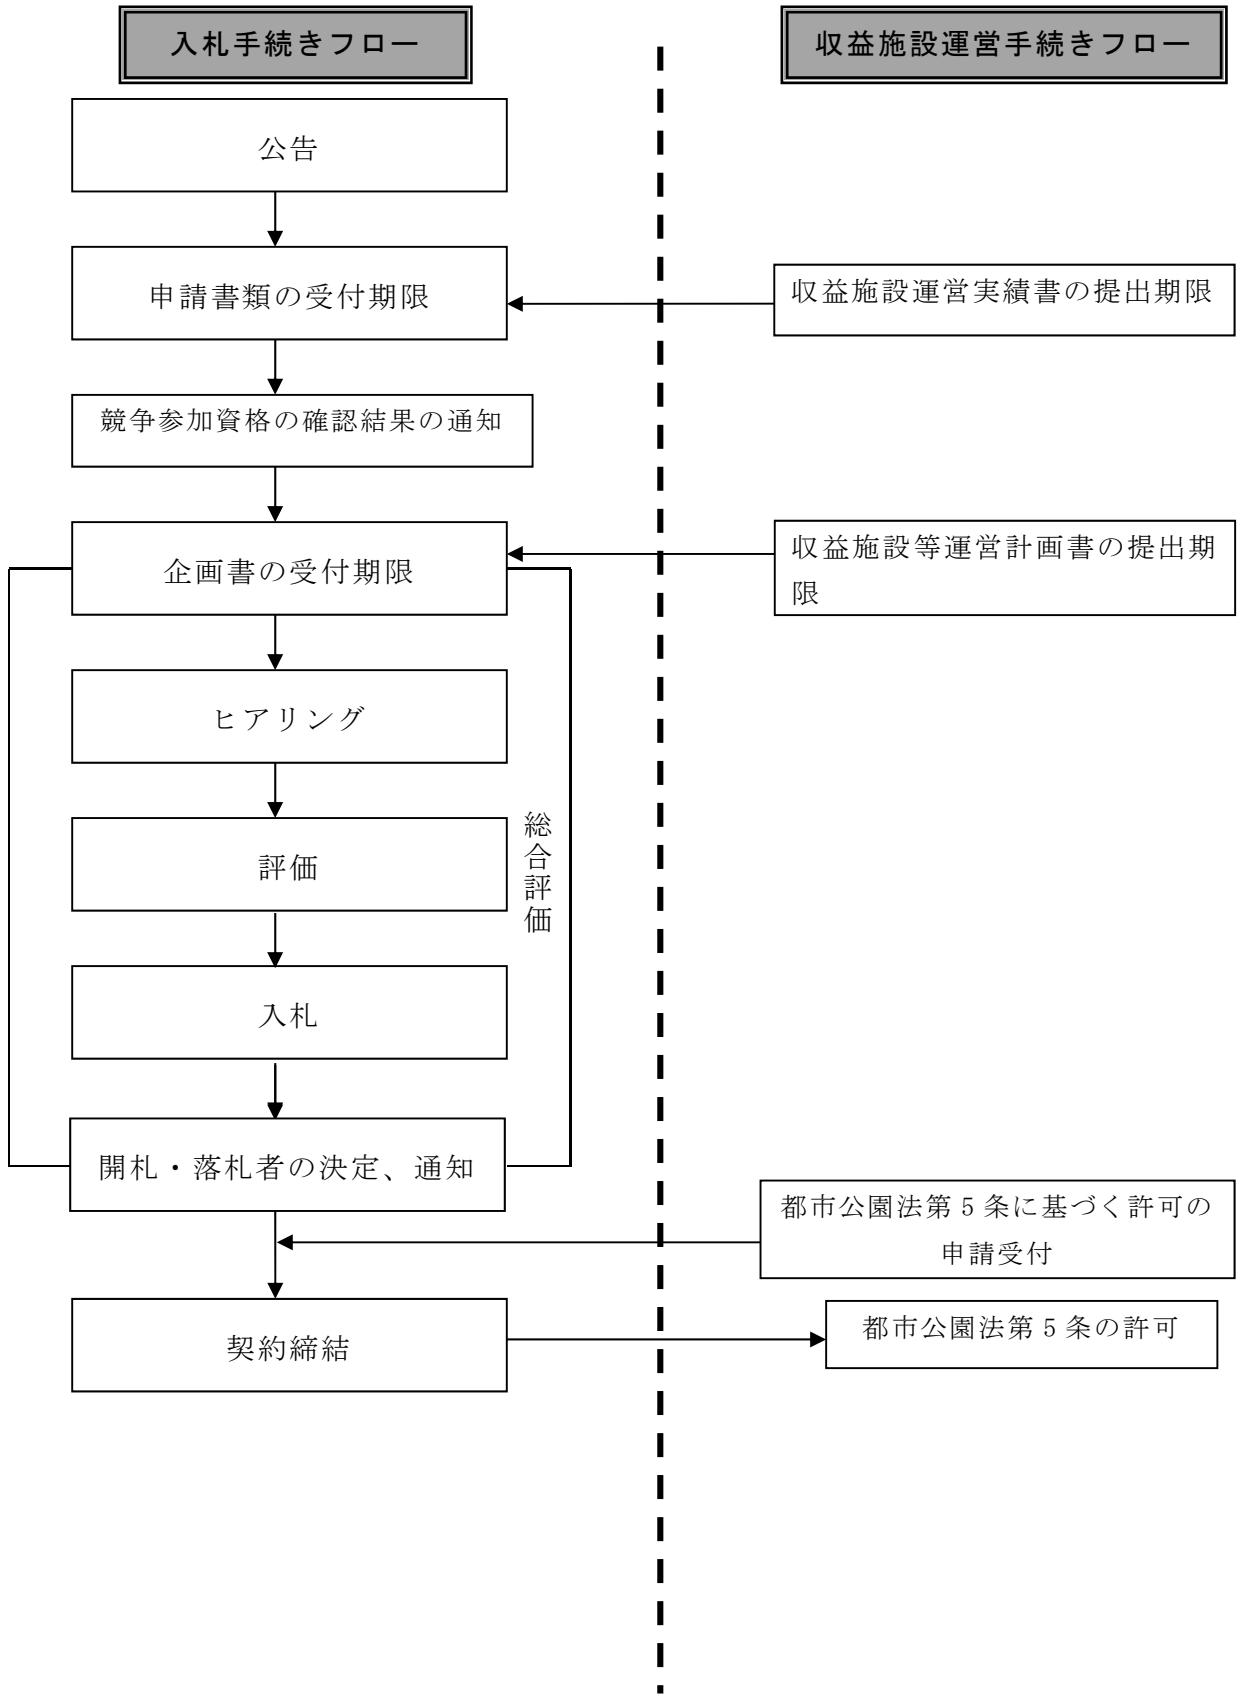 入札手続きフロー
収益施設運営手続きフロー
公告
申請書類の受付期限
収益施設運営実績書の提出期限
競争参加資格の確認結果の通知
企画書の受付期限
収益施設等運営計画書の提出期
限
ヒアリング
評価
総合評価
入札
開札・落札者の決定、通知
都市公園法第5条に基づく許可の
申請受付
契約締結
都市公園法第5条の許可